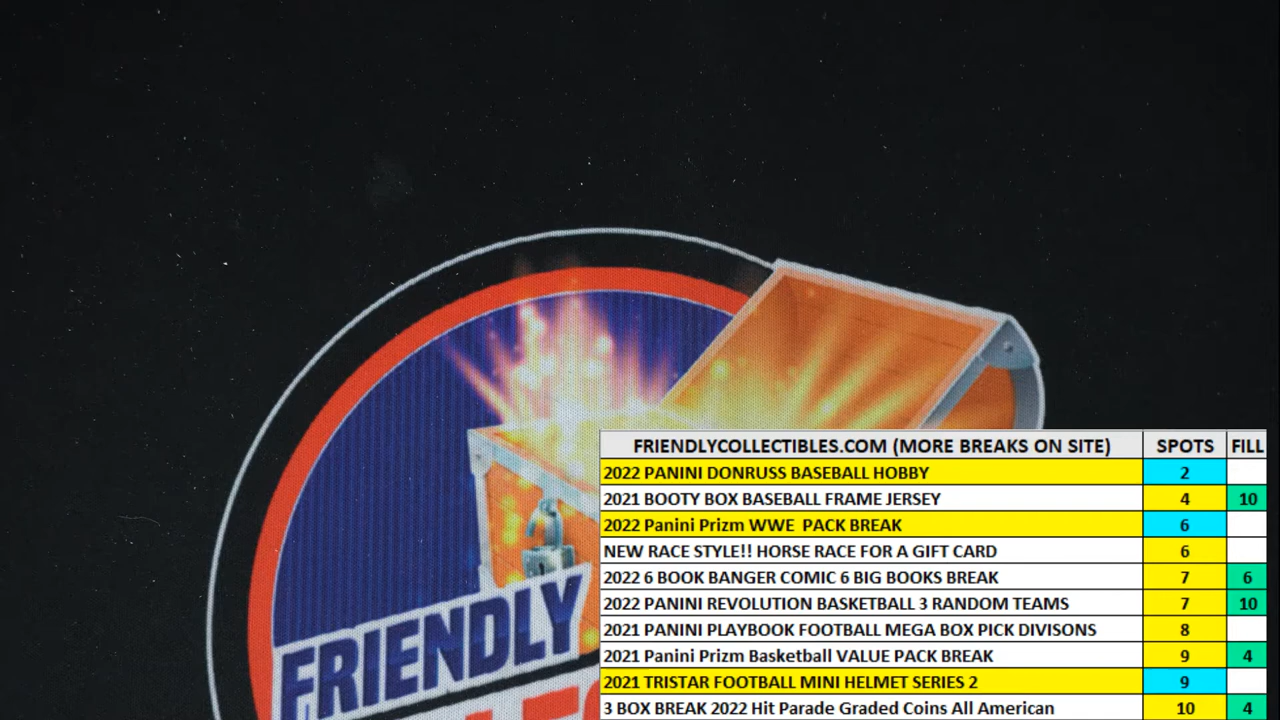 FRIENDLYCOLLECTIBLES.COM (MORE BREAKS ON SITE) SPOTS FILL
2022 PANINI DONRUSS BASEBALL HOBBY 2
2021 BOOTY BOX BASEBALL FRAME JERSEY 4 10
2022 Panini Prizm WWE PACK BREAK 6
NEW RACE STYLE!! HORSE RACE FOR A GIFT CARD 6
2022 6 BOOK BANGER COMIC 6 BIG BOOKS BREAK 7 6
2022 PANINI REVOLUTION BASKETBALL 3 RANDOM TEAMS 7 10
2021 PANINI PLAYBOOK FOOTBALL MEGA BOX PICK DIVISONS 8
2021 Panini Prizm Basketball VALUE PACK BREAK 9 4
2021 TRISTAR FOOTBALL MINI HELMET SERIES 2 9
3 BOX BREAK 2022 Hit Parade Graded Coins All American 10 4
FRIENDLY